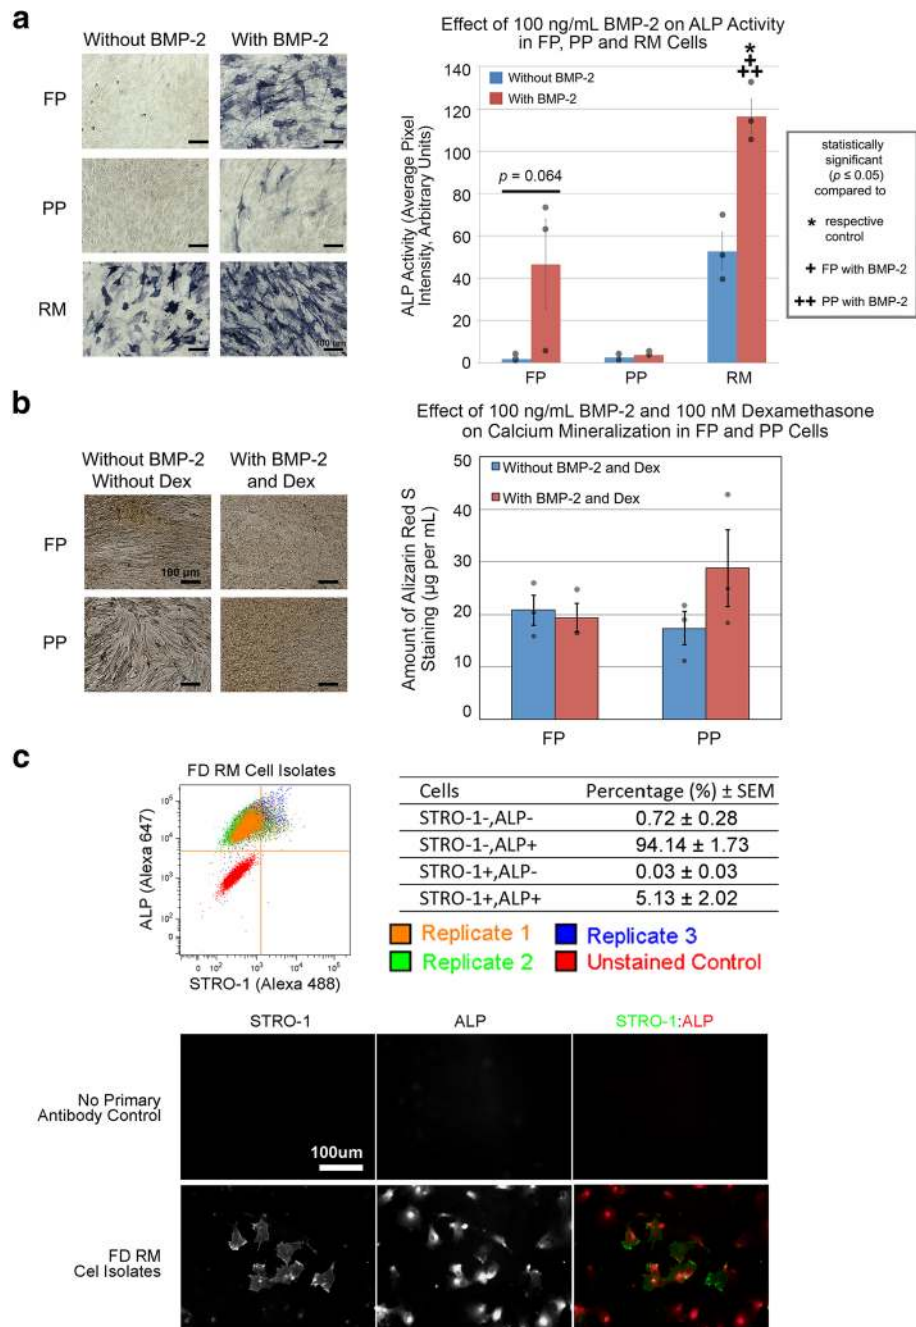 a
Without BMP-2 With BMP-2
FP
PP
RM
100 µm
Effect of 100 ng/mL BMP-2 on ALP Activity
in FP, PP and RM Cells
ALP Activity (Average Pixel
Intensity, Arbitrary Units)
140
120
100
80
60
40
20
0
Without BMP-2
With BMP-2
p = 0.064
*
+
++
FP PP RM
statistically
significant
(p ≤ 0.05)
compared to
* respective
control
+ FP with BMP-2
++ PP with BMP-2
b
Without BMP-2 With BMP-2
Without Dex and Dex
FP
100 µm
PP
Effect of 100 ng/mL BMP-2 and 100 nM Dexamethasone
on Calcium Mineralization in FP and PP Cells
Amount of Alizarin Red S
Staining (µg per mL)
50
40
30
20
10
0
Without BMP-2 and Dex
With BMP-2 and Dex
FP PP
c
FD RM Cell Isolates
ALP (Alexa 647)
10⁵
10⁴
10³
10²
0
0 10² 10³ 10⁴ 10⁵
STRO-1 (Alexa 488)
Cells Percentage (%) ± SEM
STRO-1-,ALP- 0.72 ± 0.28
STRO-1-,ALP+ 94.14 ± 1.73
STRO-1+,ALP- 0.03 ± 0.03
STRO-1+,ALP+ 5.13 ± 2.02
Replicate 1 Replicate 3
Replicate 2 Unstained Control
STRO-1 ALP STRO-1:ALP
No Primary
Antibody Control
100um
FD RM
Cel Isolates